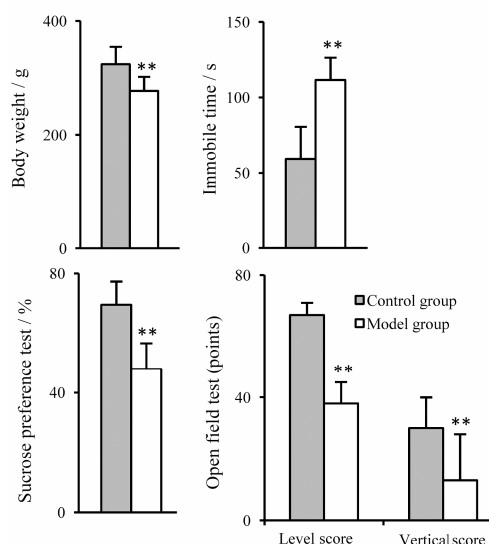 Body weight / g
400
200
0
**
Immobile time / s
150
100
50
0
**
Sucrose preference test / %
80
40
0
**
Open field test (points)
80
40
0
Control group
Model group
**
**
Level score
Vertical score